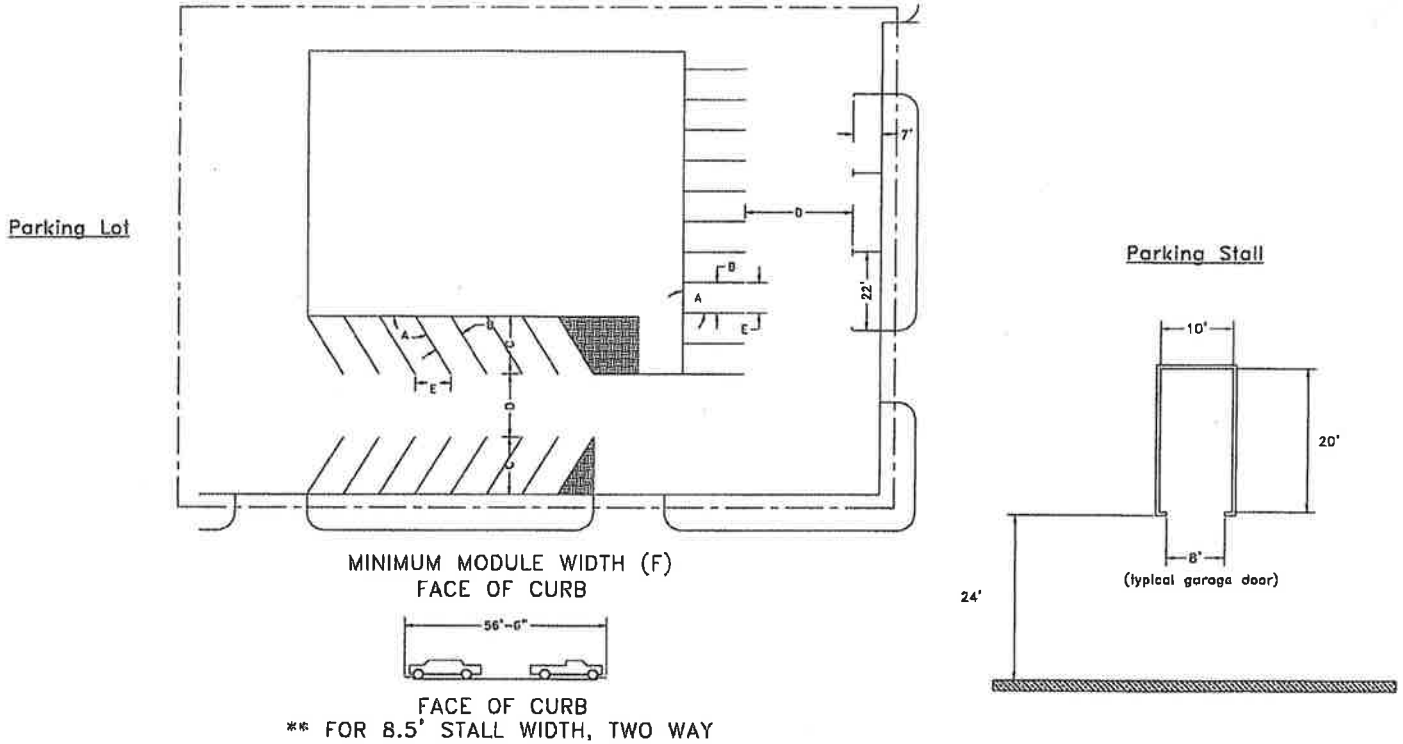 Parking Lot
7'
D
B
A
22'
E
A
B
C
E
D
C
Parking Stall
10'
20'
8'
(typical garage door)
24'
MINIMUM MODULE WIDTH (F)
FACE OF CURB
56'-6"
FACE OF CURB
** FOR 8.5' STALL WIDTH, TWO WAY